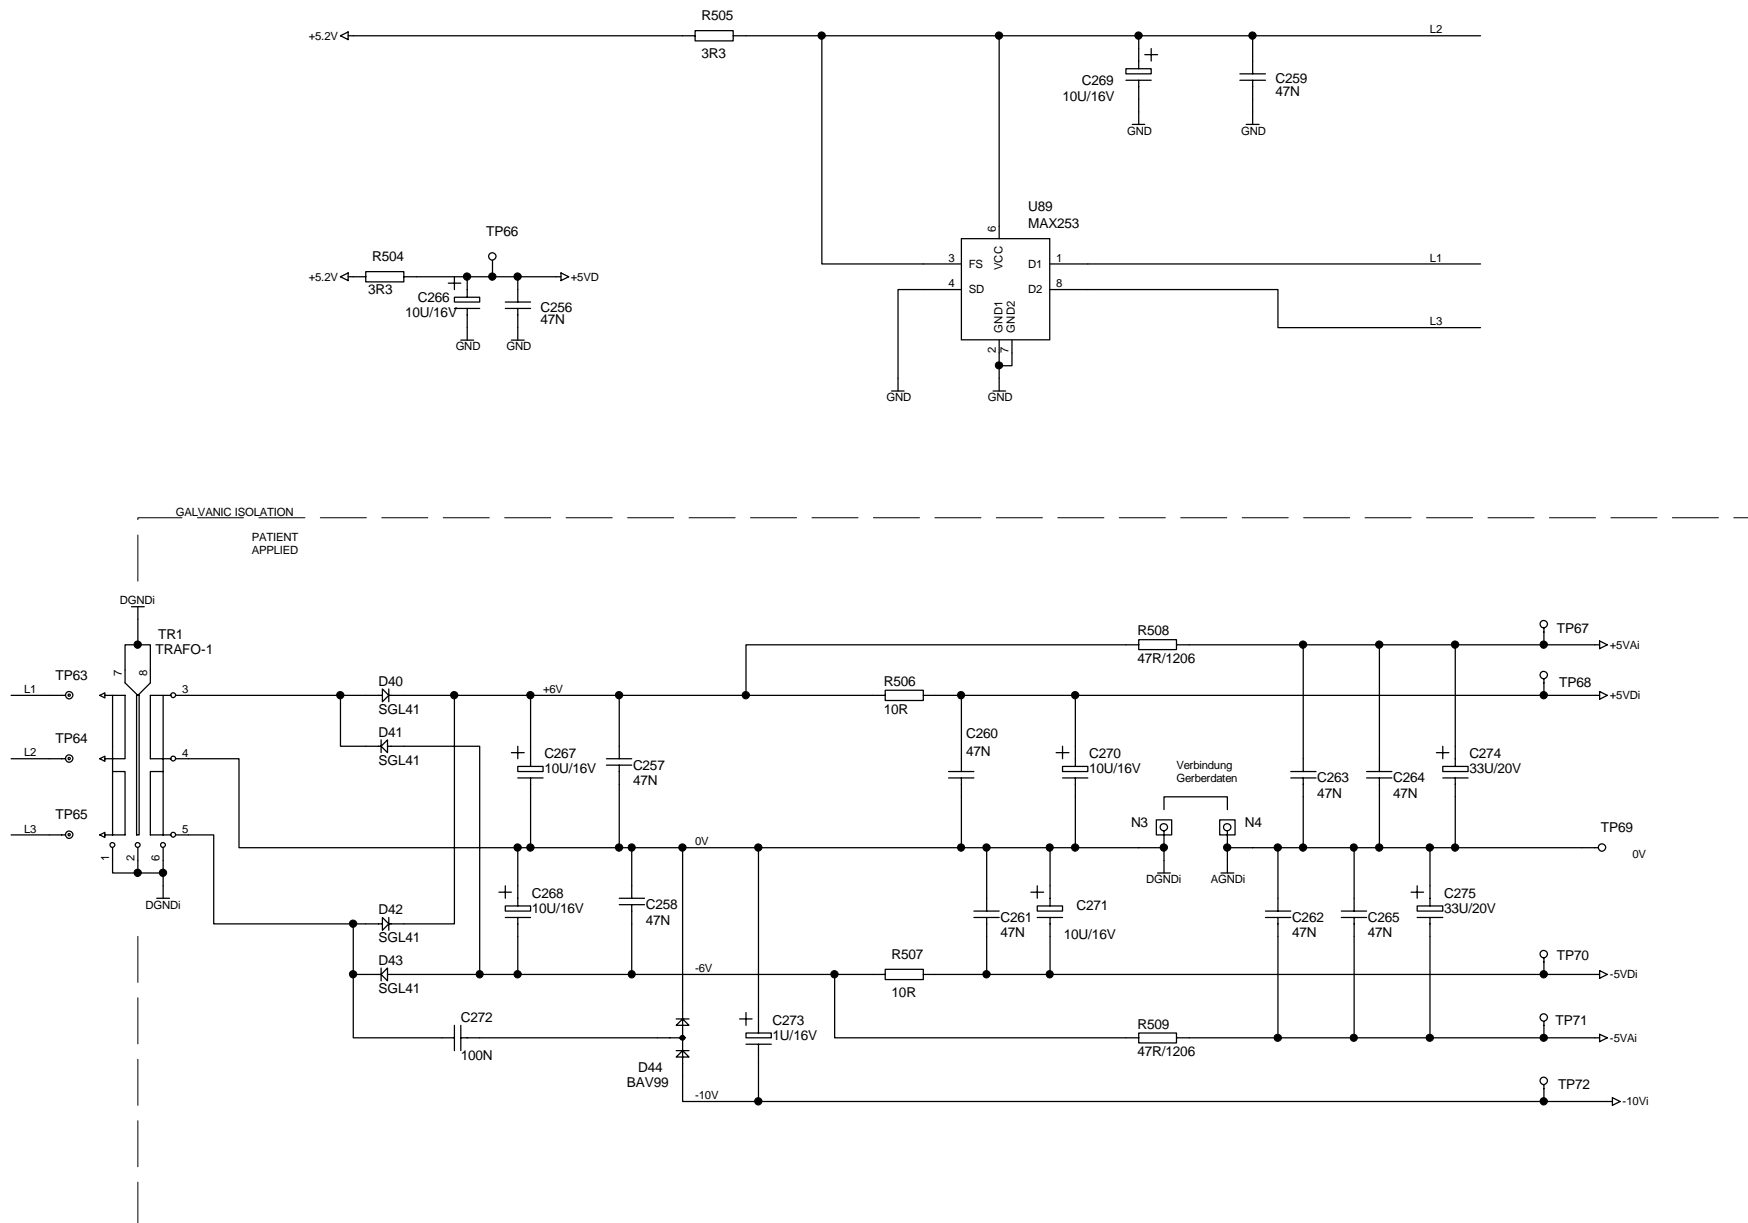 R505
+5.2V
3R3
L2
C269
10U/16V
C259
47N
GND
GND
U89
MAX253
6
VCC
3
FS
D1
1
L1
4
SD
D2
8
GND1
GND2
L3
2
7
GND
GND
TP66
R504
+5.2V
3R3
+5VD
C266
10U/16V
C256
47N
GND
GND
GALVANIC ISOLATION
PATIENT
APPLIED
DGNDi
TR1
TRAFO-1
7
8
TP63
L1
3
TP64
L2
4
TP65
L3
5
1
2
6
DGNDi
D40
SGL41
D41
SGL41
+6V
C267
10U/16V
C257
47N
R508
47R/1206
R506
10R
C260
47N
C270
10U/16V
Verbindung
Gerberdaten
N3
N4
DGNDi
AGNDi
C263
47N
C264
47N
C274
33U/20V
TP67
+5VAi
TP68
+5VDi
TP69
0V
0V
C268
10U/16V
C258
47N
D42
SGL41
D43
SGL41
-6V
C261
47N
C271
10U/16V
C262
47N
C265
47N
C275
33U/20V
R507
10R
TP70
-5VDi
C272
100N
D44
BAV99
C273
1U/16V
R509
47R/1206
TP71
-5VAi
-10V
TP72
-10Vi